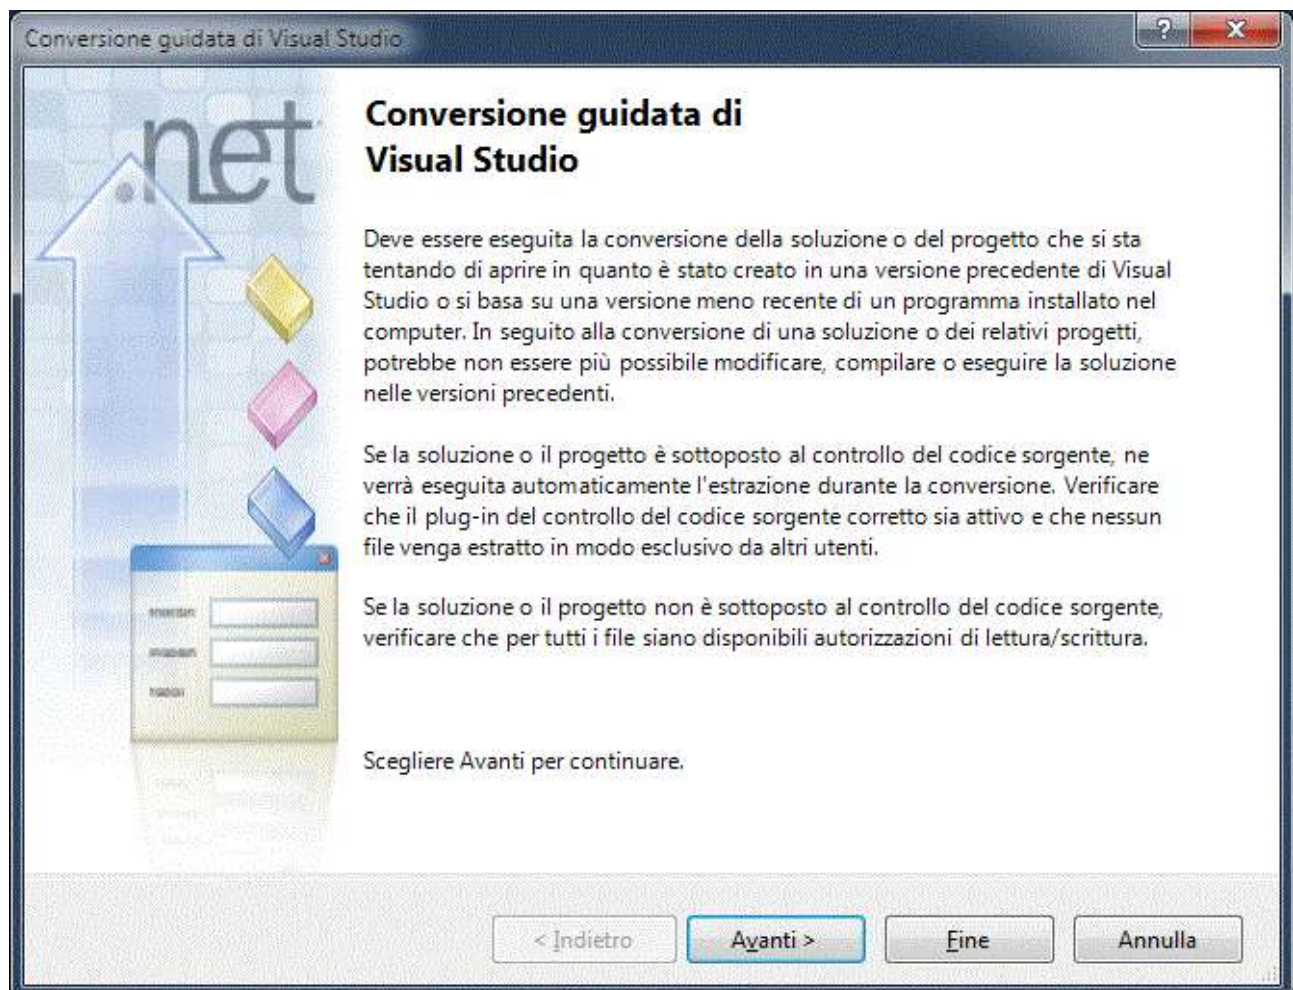 Conversione guidata di Visual Studio
?
X
.net
Conversione guidata di
Visual Studio
Deve essere eseguita la conversione della soluzione o del progetto che si sta
tentando di aprire in quanto è stato creato in una versione precedente di Visual
Studio o si basa su una versione meno recente di un programma installato nel
computer. In seguito alla conversione di una soluzione o dei relativi progetti,
potrebbe non essere più possibile modificare, compilare o eseguire la soluzione
nelle versioni precedenti.
Se la soluzione o il progetto è sottoposto al controllo del codice sorgente, ne
verrà eseguita automaticamente l'estrazione durante la conversione. Verificare
che il plug-in del controllo del codice sorgente corretto sia attivo e che nessun
file venga estratto in modo esclusivo da altri utenti.
Se la soluzione o il progetto non è sottoposto al controllo del codice sorgente,
verificare che per tutti i file siano disponibili autorizzazioni di lettura/scrittura.
Scegliere Avanti per continuare.
< Indietro Avanti > Fine Annulla